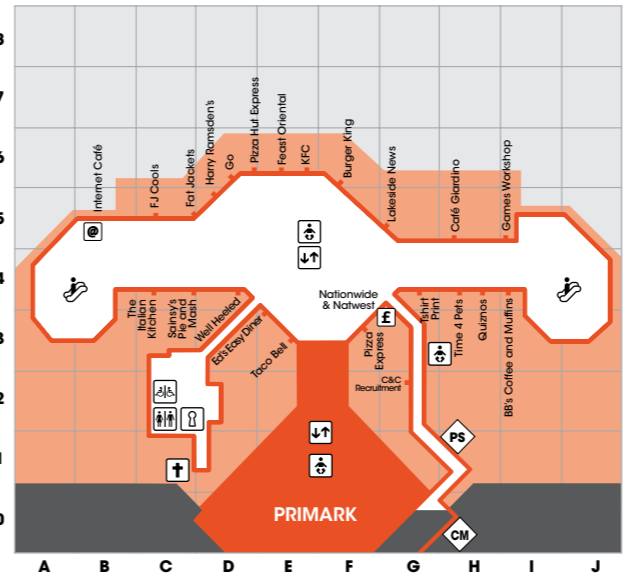 8
7
6
5
4
3
2
1
0
A B C D E F G H I J
Internet Café
FJ Cools
Fat Jackets
Harry Ramsden's
Go
Pizza Hut Express
Feast Oriental
KFC
Burger King
Lakeside News
Café Giardino
Games Workshop
@
The
Italian
Kitchen
Sainsy's
Pie and
Mash
Well Heeled
Ed's Easy Diner
Taco Bell
Nationwide
& Natwest
£
Pizza
Express
C&C
Recruitment
Tshirt
Print
Time 4 Pets
Quiznos
BB's Coffee and Muffins
PS
CM
PRIMARK